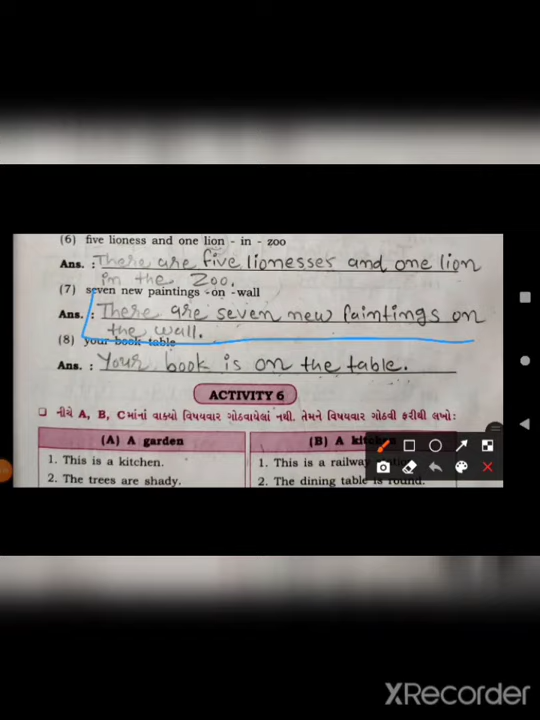 (6) five lioness and one lion - in - zoo
Ans. : There are five lionesses and one lion
in the Zoo.
(7) seven new paintings -on -wall
Ans. : There are seven new paintings on
the wall.
(8) your book table
Ans. : Your book is on the table.
ACTIVITY 6
❑ નીચે A, B, C માંનાં વાક્યો વિષયવાર ગોઠવાયેલાં નથી. તેમને વિષયવાર ગોઠવી ફરીથી લખો :
(A) A garden
(B) A kitchen
1. This is a kitchen.
1. This is a railway
2. The trees are shady.
2. The dining table is round.
XRecorder